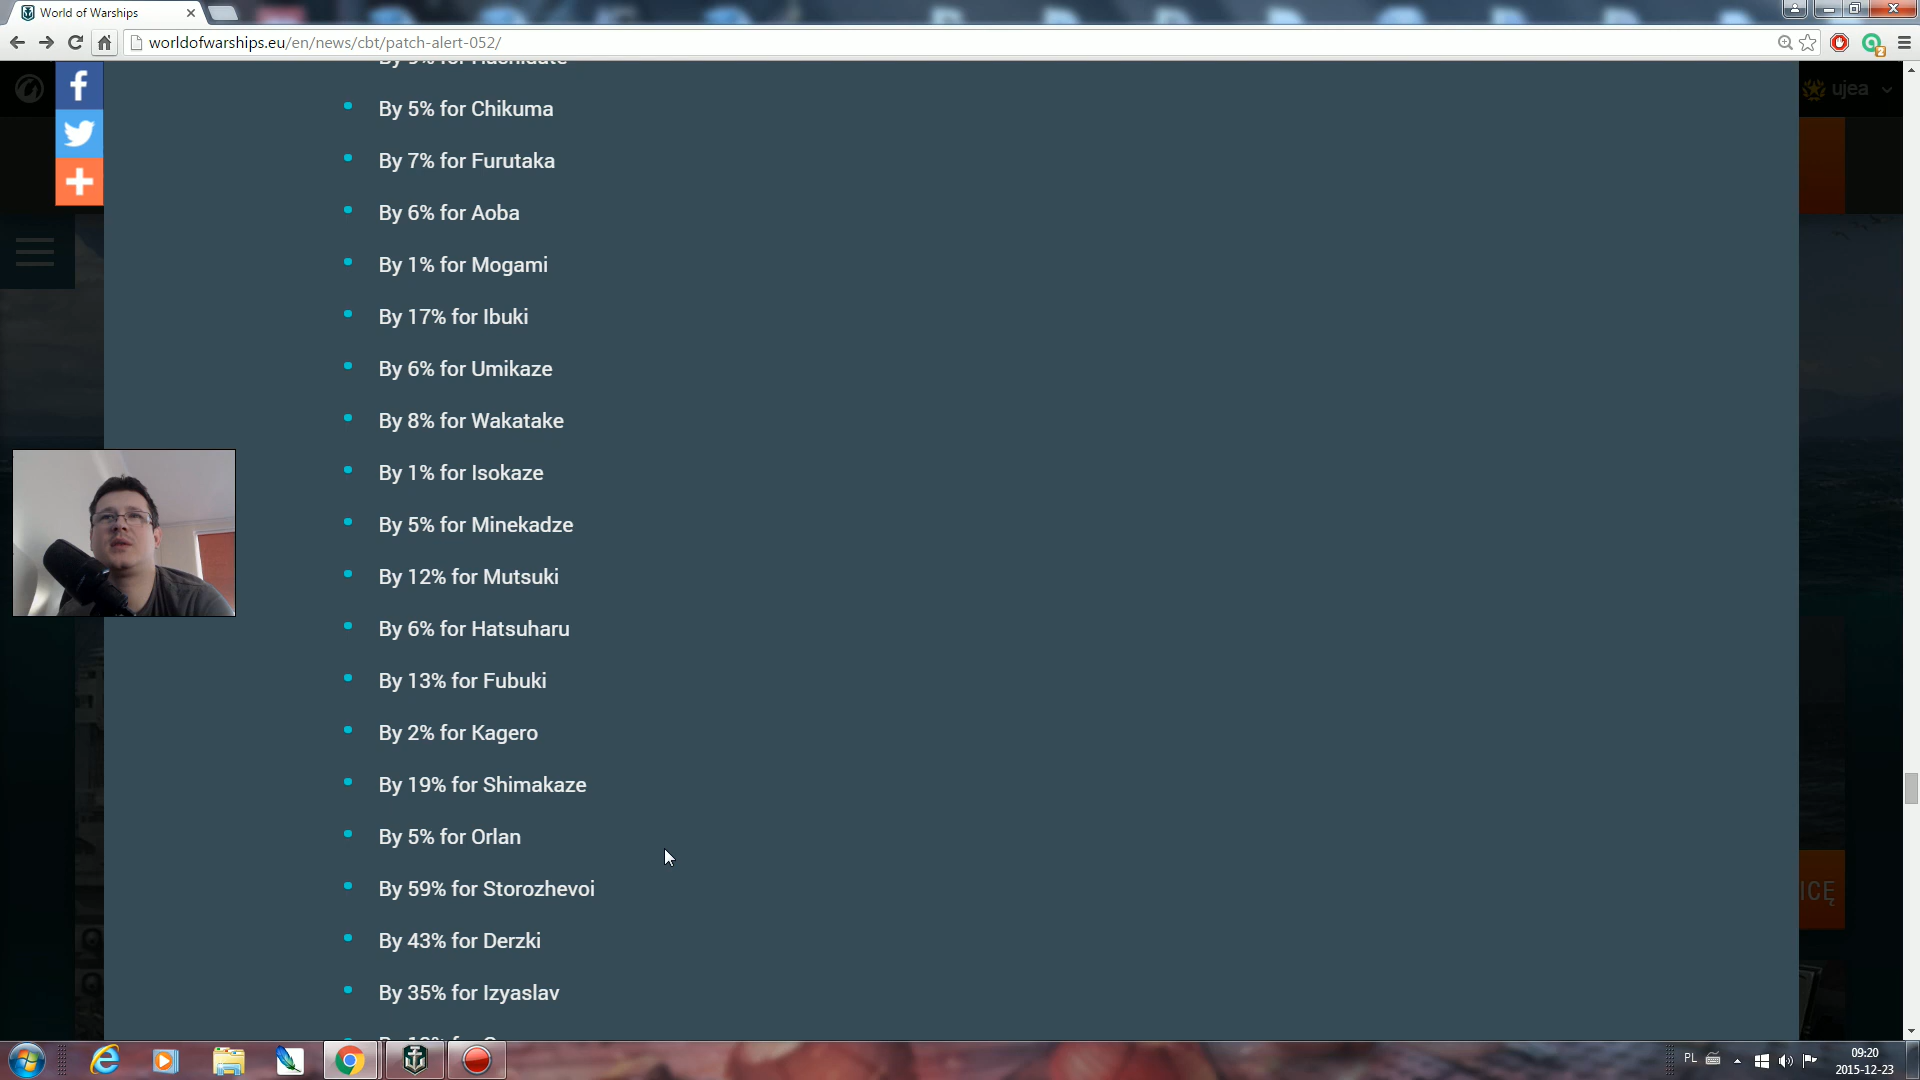 World of Warships
worldofwarships.eu/en/news/cbt/patch-alert-052/
2
ujea
By 5% for Chikuma
By 7% for Furutaka
By 6% for Aoba
By 1% for Mogami
By 17% for Ibuki
By 6% for Umikaze
By 8% for Wakatake
By 1% for Isokaze
By 5% for Minekadze
By 12% for Mutsuki
By 6% for Hatsuharu
By 13% for Fubuki
By 2% for Kagero
By 19% for Shimakaze
By 5% for Orlan
By 59% for Storozhevoi
ICĘ
By 43% for Derzki
By 35% for Izyaslav
PL
09:20
2015-12-23